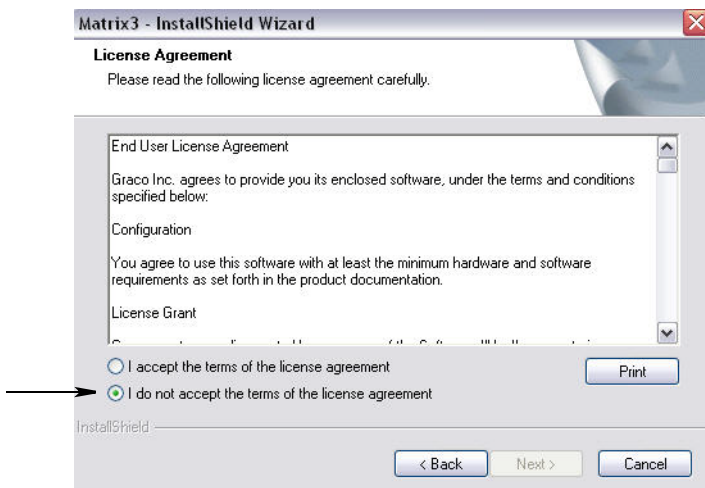 Matrix3 - InstallShield Wizard
License Agreement
Please read the following license agreement carefully.
End User License Agreement
Graco Inc. agrees to provide you its enclosed software, under the terms and conditions
specified below:
Configuration
You agree to use this software with at least the minimum hardware and software
requirements as set forth in the product documentation.
License Grant
I accept the terms of the license agreement
Print
I do not accept the terms of the license agreement
InstallShield
< Back
Next >
Cancel